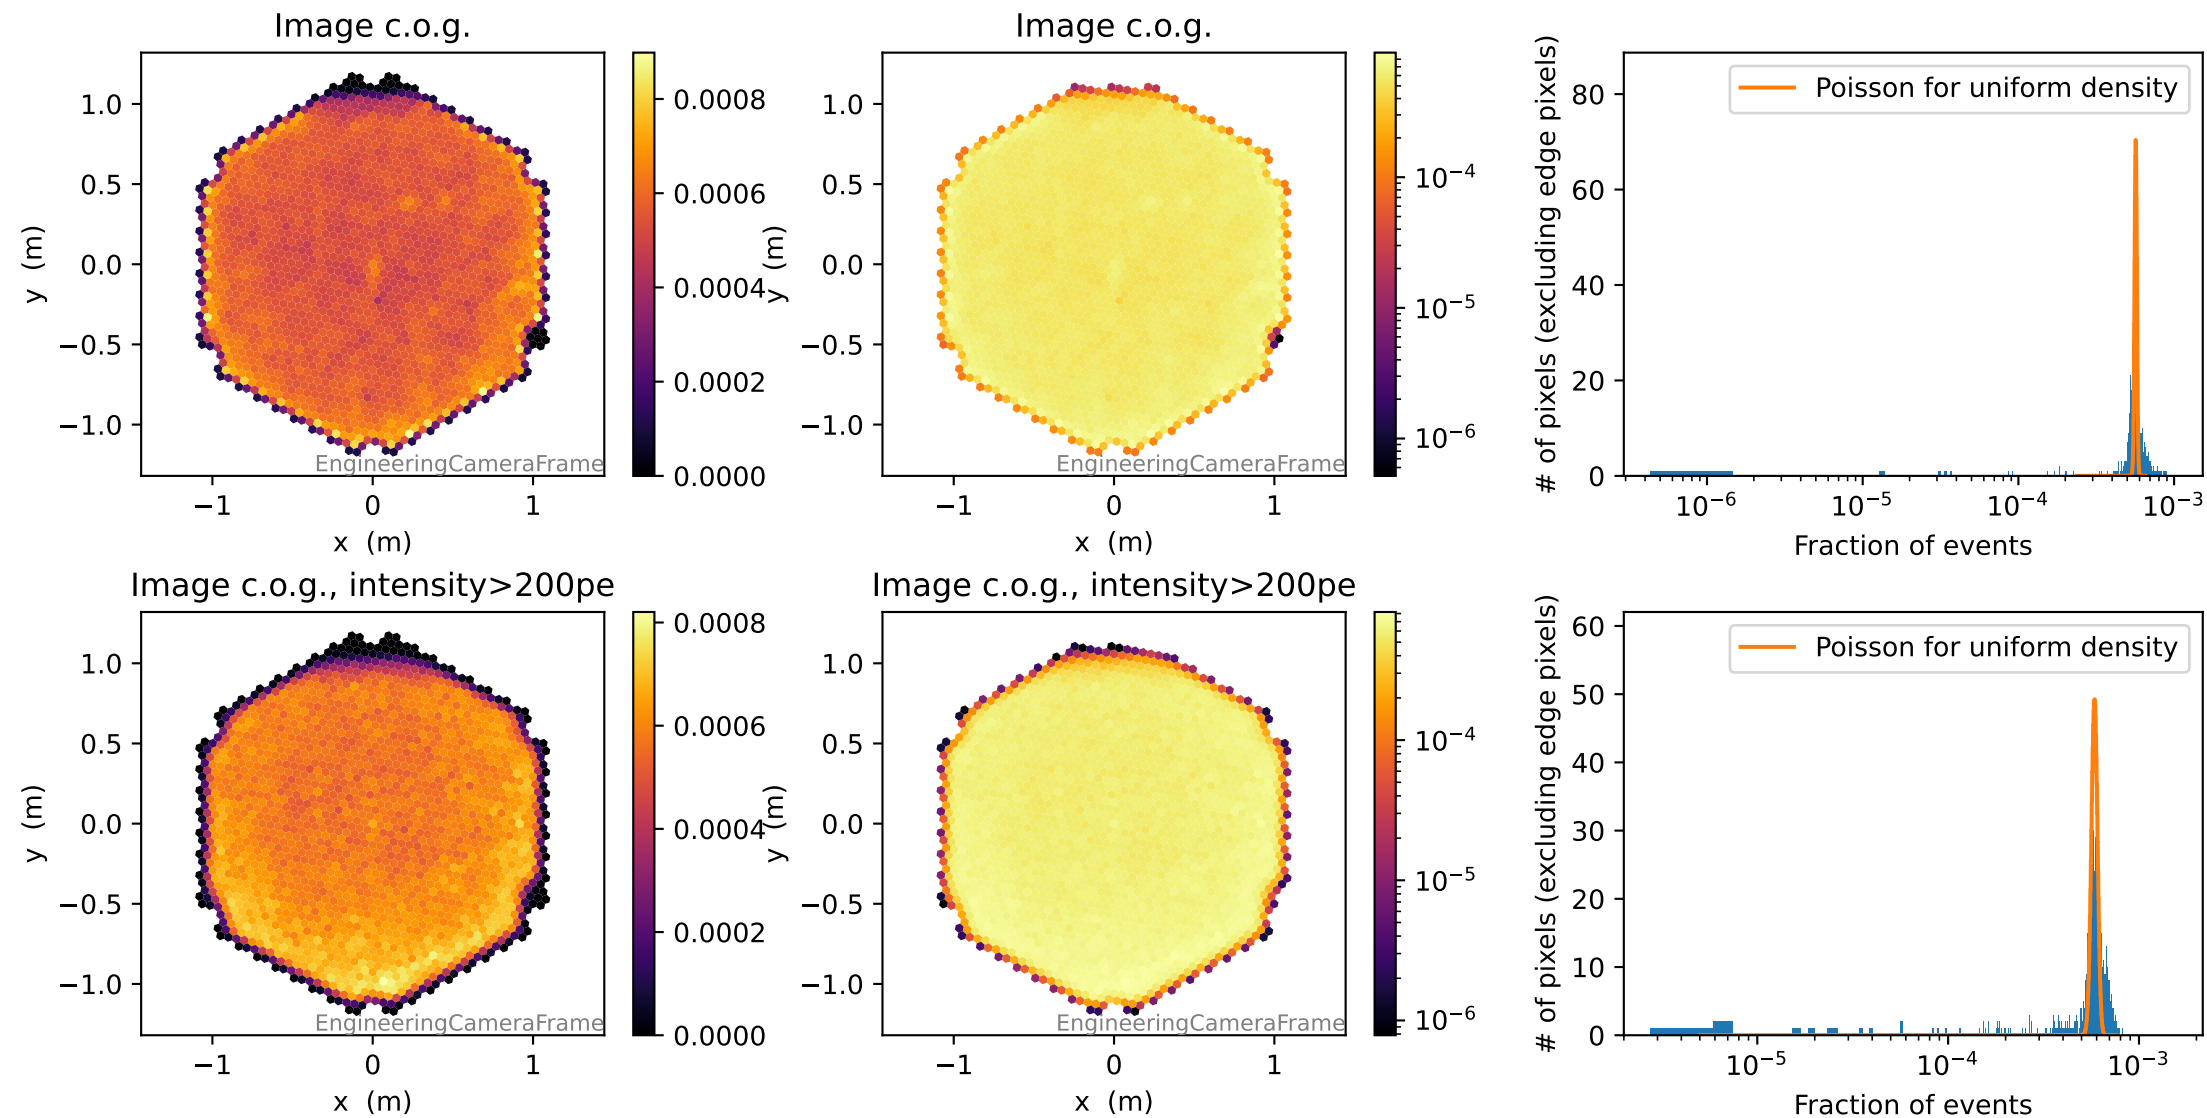 Image c.o.g.
y (m)
1.0
0.5
0.0
−0.5
−1.0
−1 0 1
x (m)
EngineeringCameraFrame
0.0008
0.0006
0.0004
0.0002
0.0000
Image c.o.g.
y (m)
1.0
0.5
0.0
−0.5
−1.0
−1 0 1
x (m)
EngineeringCameraFrame
10⁻⁴
10⁻⁵
10⁻⁶
# of pixels (excluding edge pixels)
80
60
40
20
0
Poisson for uniform density
10⁻⁶ 10⁻⁵ 10⁻⁴ 10⁻³
Fraction of events
Image c.o.g., intensity>200pe
y (m)
1.0
0.5
0.0
−0.5
−1.0
−1 0 1
x (m)
EngineeringCameraFrame
0.0008
0.0006
0.0004
0.0002
0.0000
Image c.o.g., intensity>200pe
y (m)
1.0
0.5
0.0
−0.5
−1.0
−1 0 1
x (m)
EngineeringCameraFrame
10⁻⁴
10⁻⁵
10⁻⁶
# of pixels (excluding edge pixels)
60
50
40
30
20
10
0
Poisson for uniform density
10⁻⁵ 10⁻⁴ 10⁻³
Fraction of events